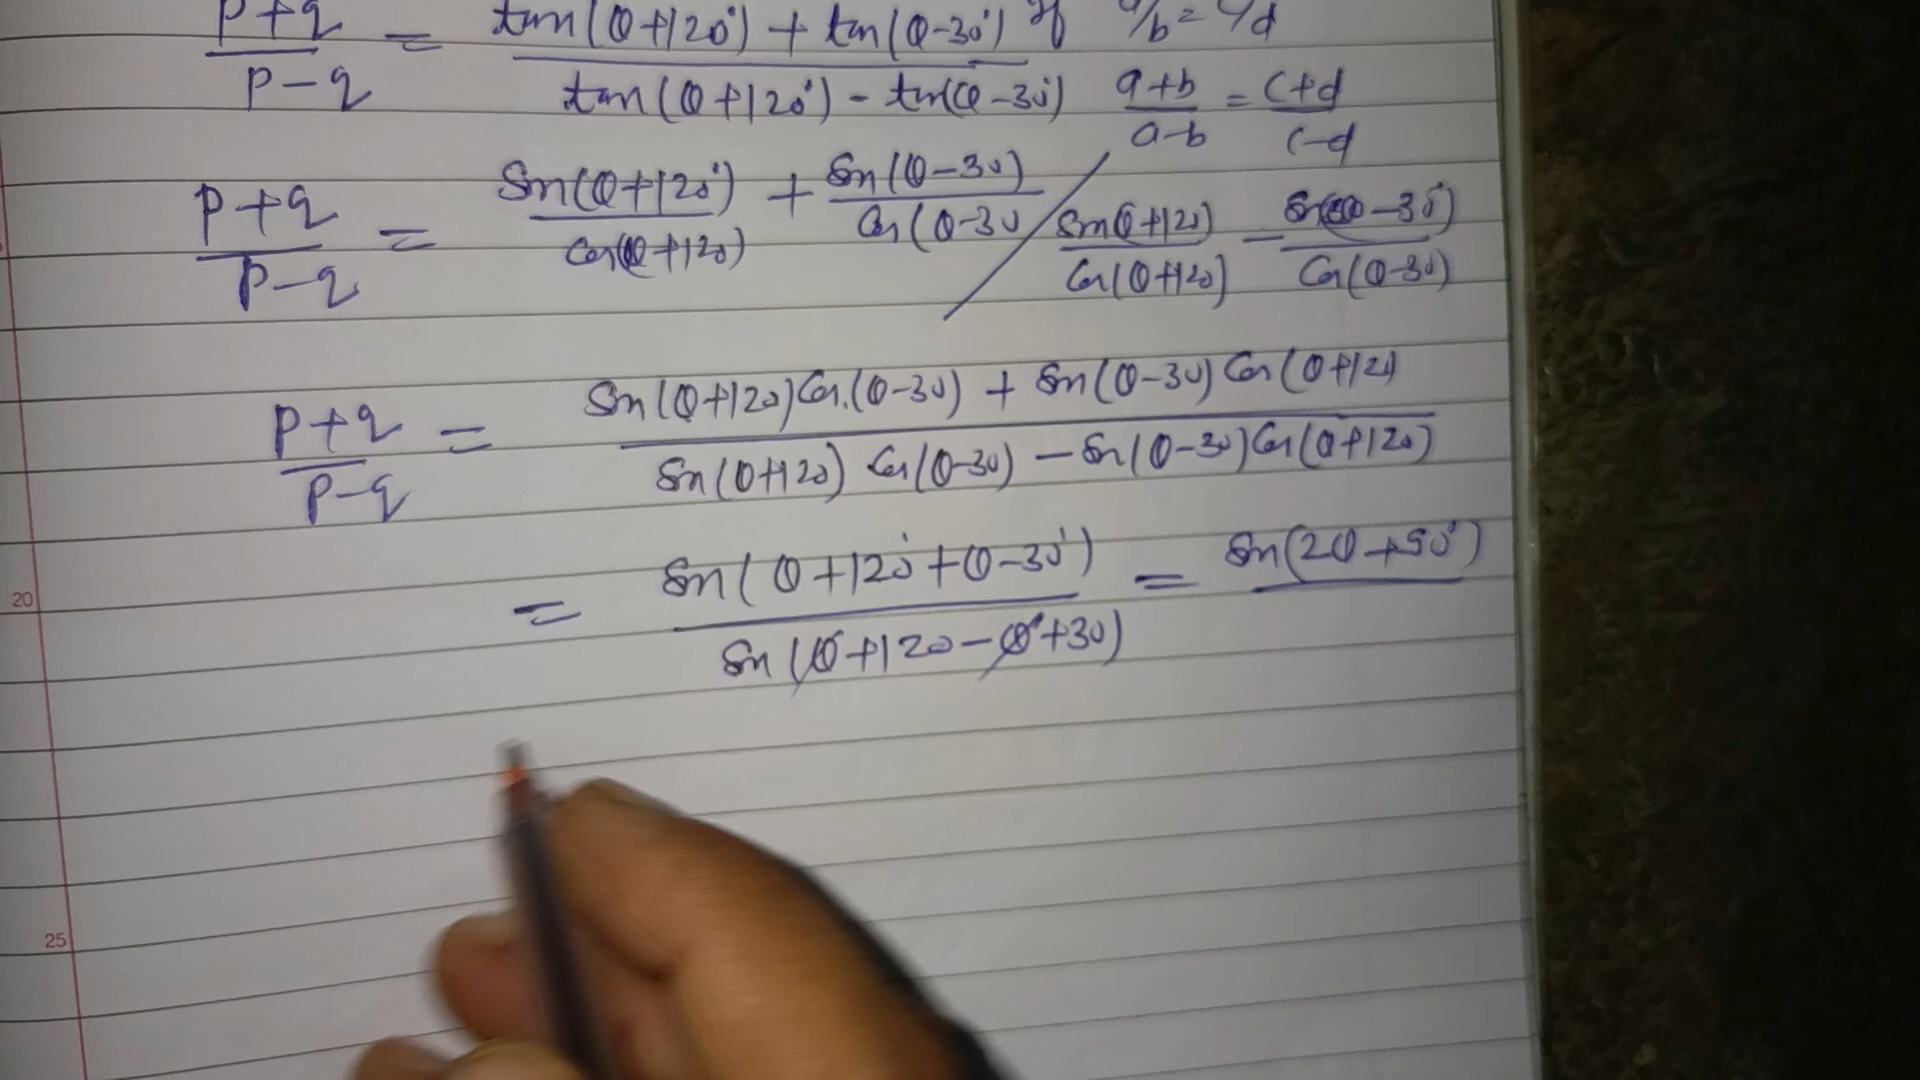 p+q / p-q = tan(θ+120°) + tan(θ-30°) / tan(θ+120°) - tan(θ-30°) If a/b = c/d
a+b / a-b = c+d / c-d
p+q / p-q = Sin(θ+120°) / Cos(θ+120) + Sin(θ-30) / Cos(θ-30 / Sin(θ+120) / Cos(θ+120) - Sin(θ-30°) / Cos(θ-30)
p+q / p-q = Sin(θ+120)Cos.(θ-30) + Sin(θ-30)Cos(θ+120 / Sin(θ+120) Cos(θ-30) - Sin(θ-30)Cos(θ+120)
= Sin(θ+120°+θ-30°) / Sin(θ+120-θ+30) = Sin(2θ+90°)
20
25